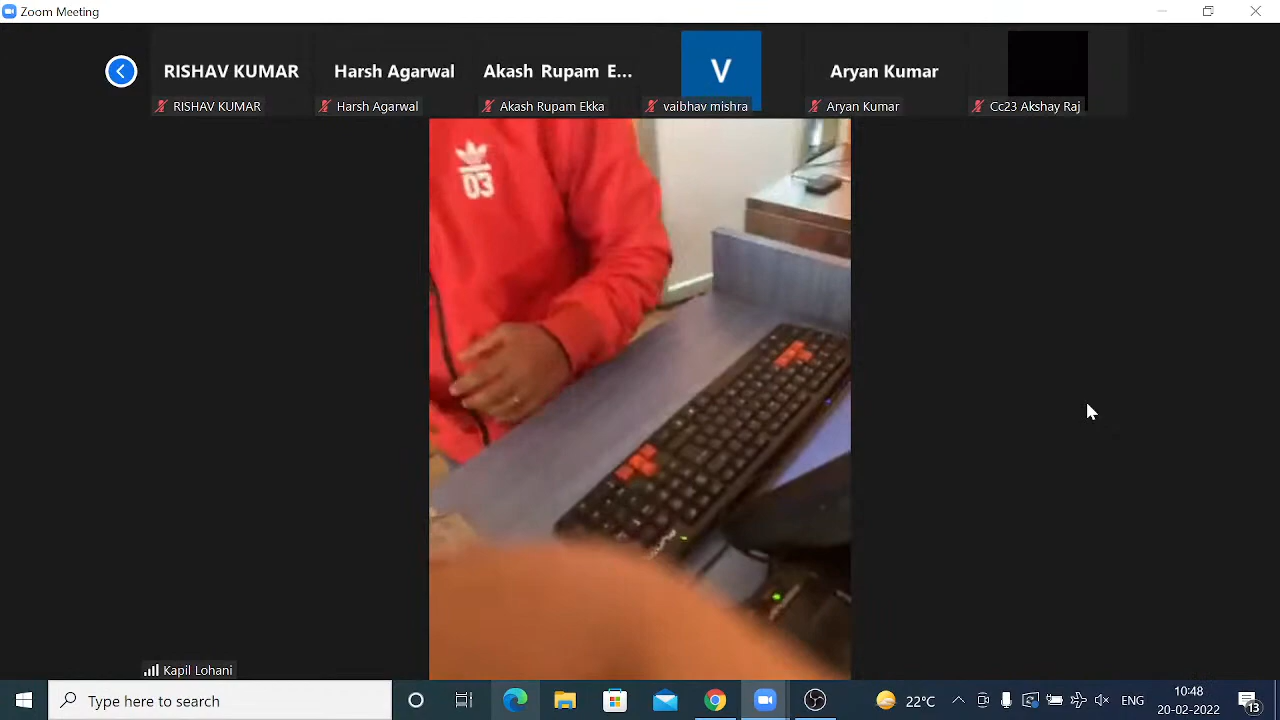 Zoom Meeting
RISHAV KUMAR
Harsh Agarwal
Akash Rupam E...
V
Aryan Kumar
RISHAV KUMAR
Harsh Agarwal
Akash Rupam Ekka
vaibhav mishra
Aryan Kumar
Cc23 Akshay Raj
03
Kapil Lohani
Type here to search
22°C
ENG
10:48
20-02-2022
13